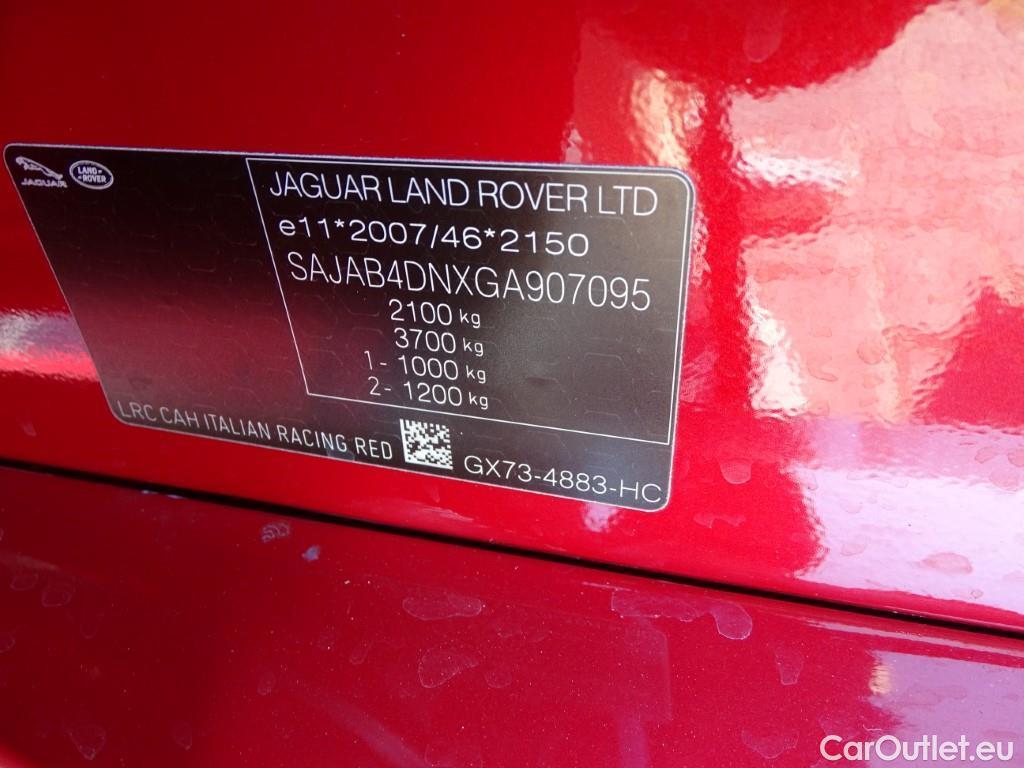 JAGUAR
LAND
ROVER
JAGUAR LAND ROVER LTD
e11*2007/46*2150
SAJAB4DNXGA907095
2100 kg
3700 kg
1- 1000 kg
2- 1200 kg
LRC CAH ITALIAN RACING RED
GX73-4883-HC
CarOutlet.eu